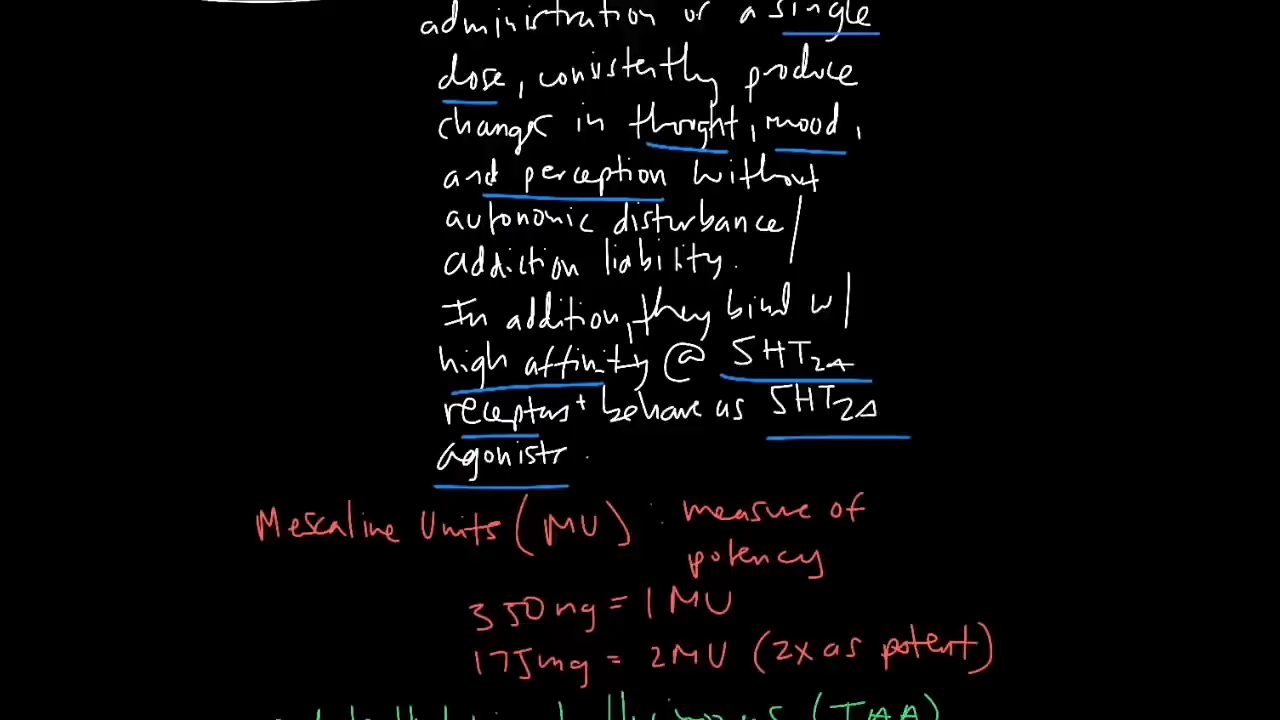 administration of a single
dose, consistently produce
changes in thought, mood,
and perception without
autonomic disturbance/
addiction liability.
In addition, they bind w/
high affinity @ 5HT2A
receptors + behave as 5HT2A
agonists.
Mescaline Units (MU) : measure of
potency
350mg = 1 MU
175mg = 2MU (2x as potent)
(IAA)